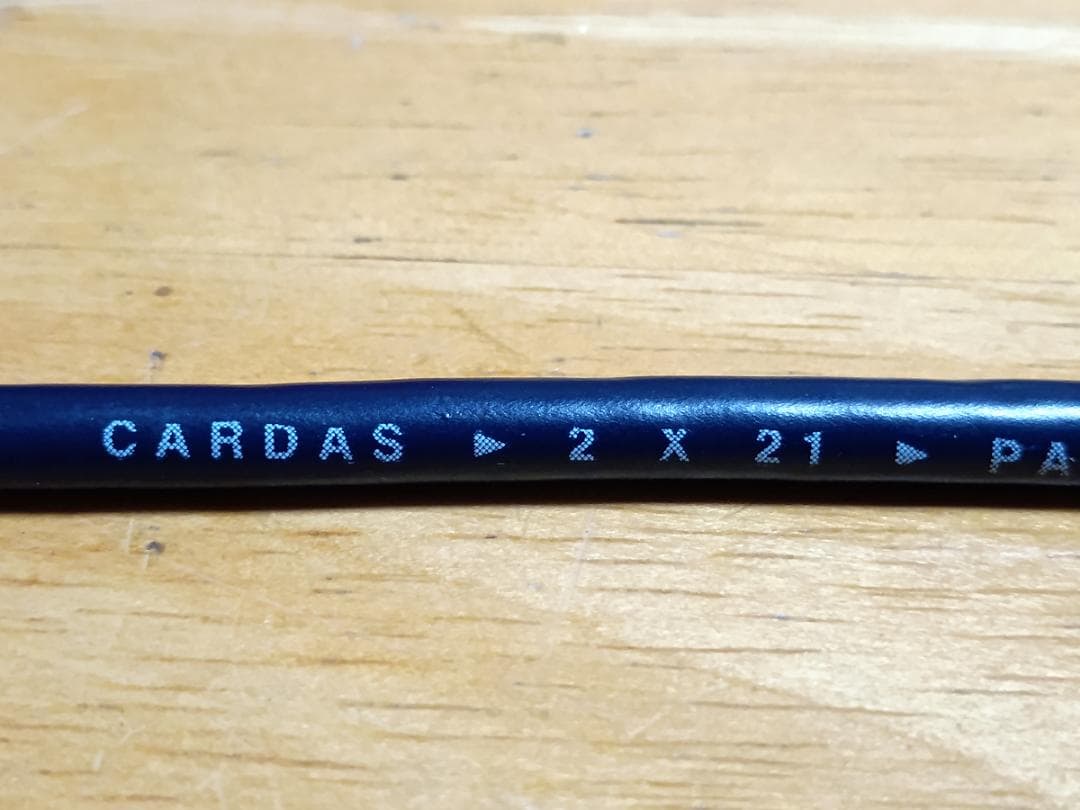 CARDAS ▶ 2 X 21 ▶ PA